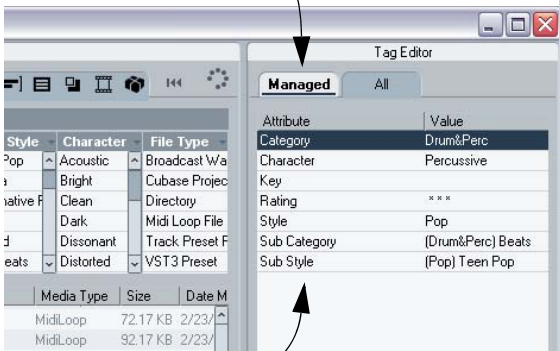 Tag Editor
Managed All
Attribute Value
Category Drum&Perc
Character Percussive
Key
Rating * * *
Style Pop
Sub Category (Drum&Perc) Beats
Sub Style (Pop) Teen Pop
Style Character File Type
Pop Acoustic Broadcast Wa
Bright Cubase Projec
Clean Directory
Dark Midi Loop File
Dissonant Track Preset F
Distorted VST3 Preset
Media Type Size Date M
MidiLoop 72.17 KB 2/23/
MidiLoop 92.17 KB 2/23/